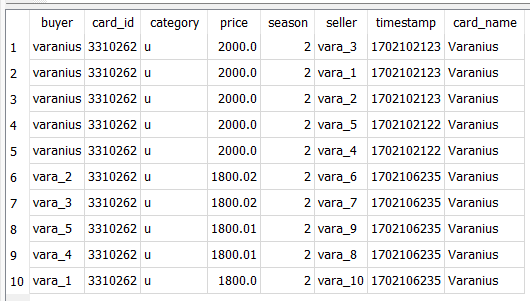 buyer card_id category price season seller timestamp card_name
1 varanius 3310262 u 2000.0 2 vara_3 1702102123 Varanius
2 varanius 3310262 u 2000.0 2 vara_1 1702102123 Varanius
3 varanius 3310262 u 2000.0 2 vara_2 1702102123 Varanius
4 varanius 3310262 u 2000.0 2 vara_5 1702102122 Varanius
5 varanius 3310262 u 2000.0 2 vara_4 1702102122 Varanius
6 vara_2 3310262 u 1800.02 2 vara_6 1702106235 Varanius
7 vara_3 3310262 u 1800.02 2 vara_7 1702106235 Varanius
8 vara_5 3310262 u 1800.01 2 vara_9 1702106235 Varanius
9 vara_4 3310262 u 1800.01 2 vara_8 1702106235 Varanius
10 vara_1 3310262 u 1800.0 2 vara_10 1702106235 Varanius